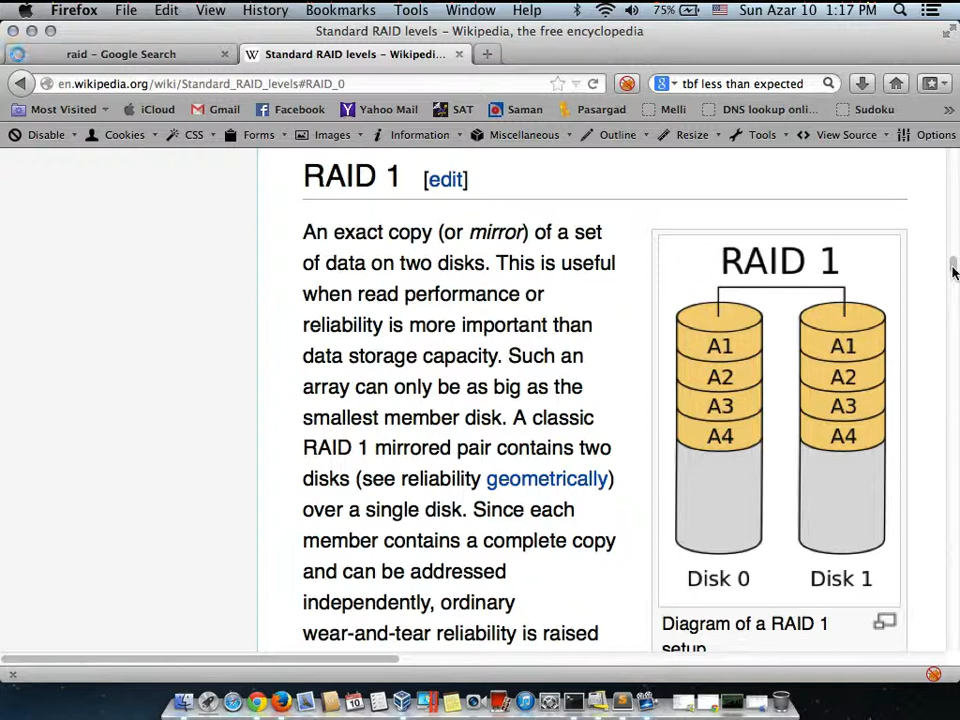 Firefox File Edit View History Bookmarks Tools Window Help 75% Sun Azar 10 1:17 PM
Standard RAID levels – Wikipedia, the free encyclopedia
raid – Google Search W Standard RAID levels – Wikipedi...
en.wikipedia.org/wiki/Standard_RAID_levels#RAID_0 tbf less than expected
Most Visited iCloud Gmail Facebook Yahoo Mail SAT Saman Pasargad Melli DNS lookup onli... Sudoku
Disable Cookies CSS Forms Images Information Miscellaneous Outline Resize Tools View Source Options
RAID 1 [edit]
An exact copy (or mirror) of a set
of data on two disks. This is useful
when read performance or
reliability is more important than
data storage capacity. Such an
array can only be as big as the
smallest member disk. A classic
RAID 1 mirrored pair contains two
disks (see reliability geometrically)
over a single disk. Since each
member contains a complete copy
and can be addressed
independently, ordinary
wear-and-tear reliability is raised
RAID 1
A1 A1
A2 A2
A3 A3
A4 A4
Disk 0 Disk 1
Diagram of a RAID 1
setup